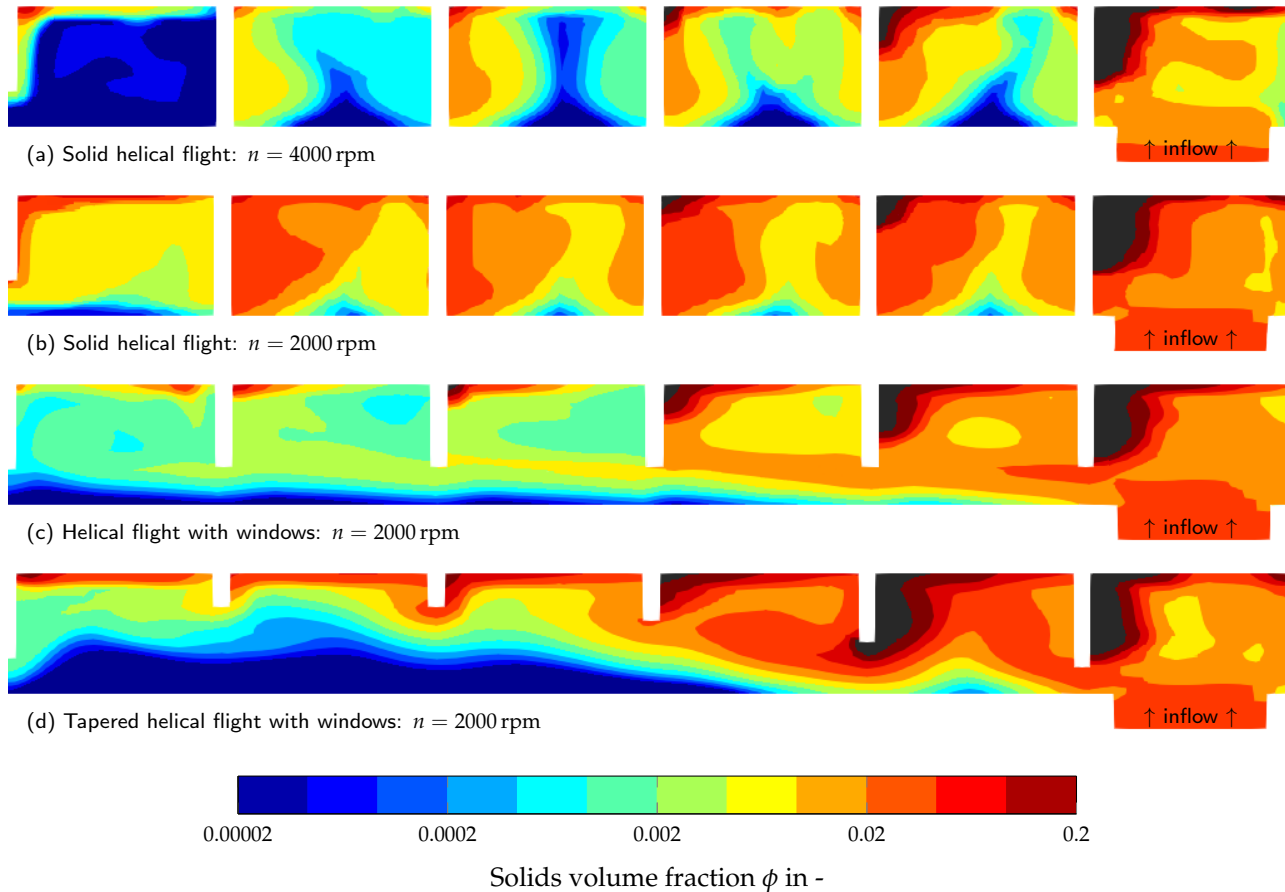 ↑ inflow ↑
(a) Solid helical flight: n = 4000 rpm
↑ inflow ↑
(b) Solid helical flight: n = 2000 rpm
↑ inflow ↑
(c) Helical flight with windows: n = 2000 rpm
↑ inflow ↑
(d) Tapered helical flight with windows: n = 2000 rpm
0.00002 0.0002 0.002 0.02 0.2
Solids volume fraction ϕ in -